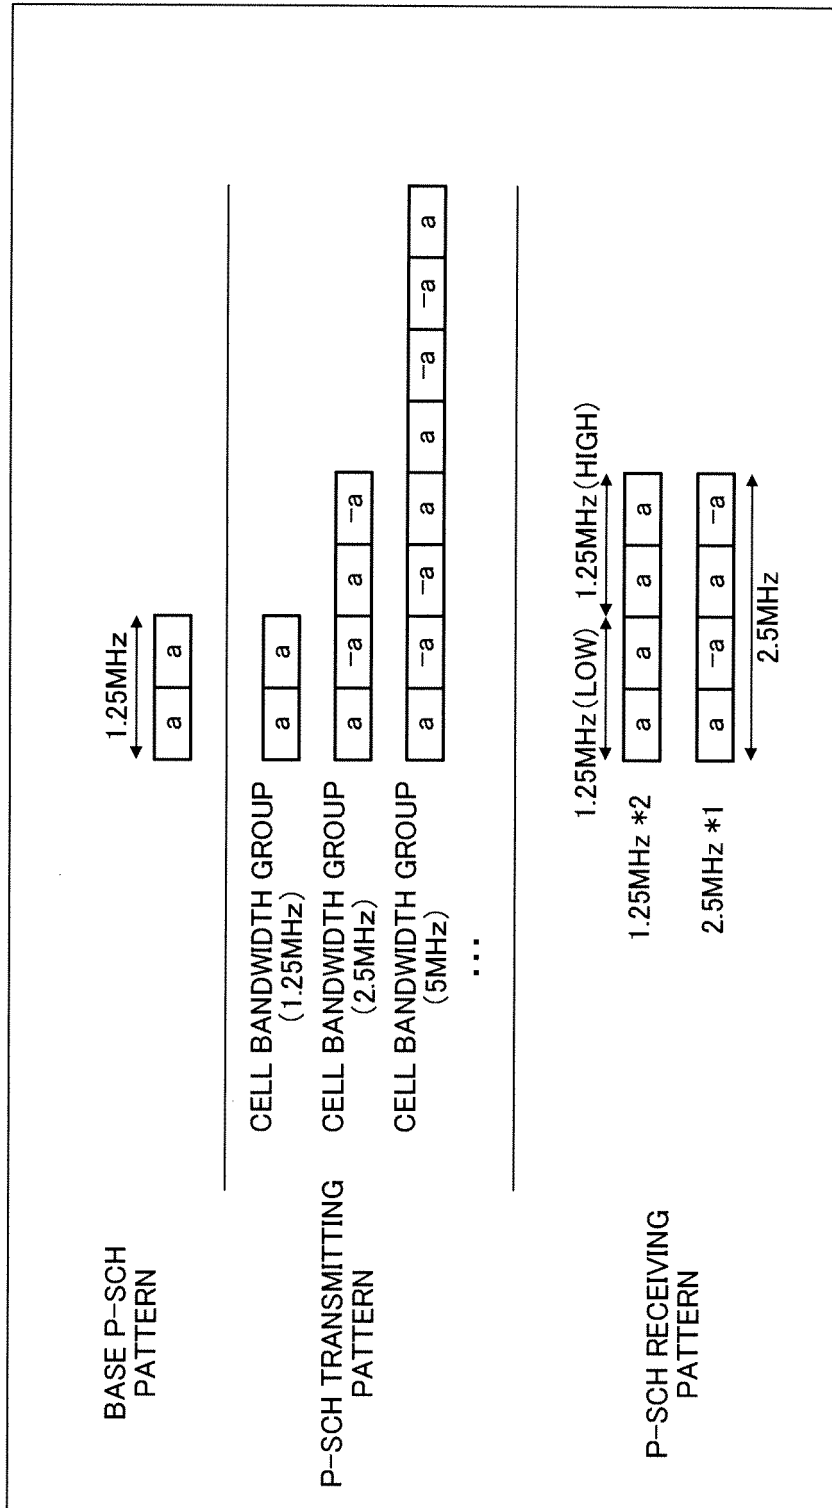 BASE P-SCH
PATTERN
1.25MHz
a a
P-SCH TRANSMITTING
PATTERN
CELL BANDWIDTH GROUP
(1.25MHz)
a a
CELL BANDWIDTH GROUP
(2.5MHz)
a -a a -a
CELL BANDWIDTH GROUP
(5MHz)
a -a -a a a -a -a a
...
P-SCH RECEIVING
PATTERN
1.25MHz(LOW) 1.25MHz(HIGH)
1.25MHz *2
a a a a
2.5MHz *1
a -a a -a
2.5MHz